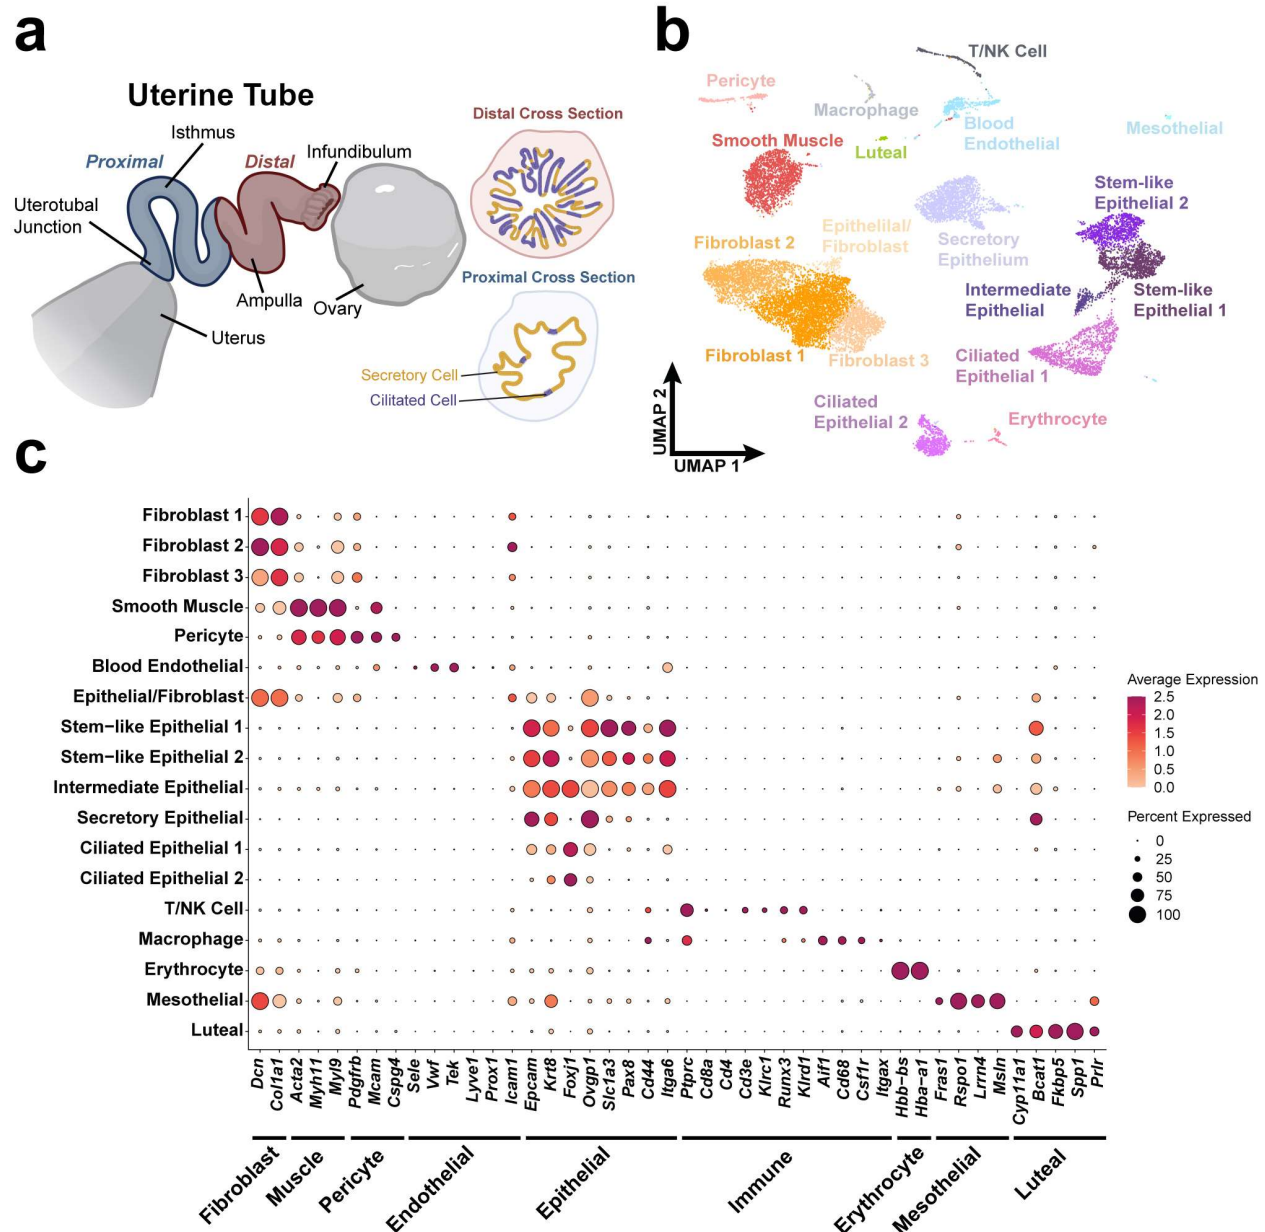 a
Uterine Tube
Isthmus
Proximal
Distal
Infundibulum
Uterotubal
Junction
Ampulla
Ovary
Uterus
Distal Cross Section
Proximal Cross Section
Secretory Cell
Cilitated Cell
b
T/NK Cell
Pericyte
Macrophage
Blood
Endothelial
Mesothelial
Smooth Muscle
Luteal
Stem-like
Epithelial 2
Epithelilal/
Fibroblast
Fibroblast 2
Secretory
Epithelium
Intermediate
Epithelial
Stem-like
Epithelial 1
Fibroblast 1
Fibroblast 3
Ciliated
Epithelial 1
Ciliated
Epithelial 2
Erythrocyte
UMAP 2
UMAP 1
c
Fibroblast 1
Fibroblast 2
Fibroblast 3
Smooth Muscle
Pericyte
Blood Endothelial
Epithelial/Fibroblast
Stem−like Epithelial 1
Stem−like Epithelial 2
Intermediate Epithelial
Secretory Epithelial
Ciliated Epithelial 1
Ciliated Epithelial 2
T/NK Cell
Macrophage
Erythrocyte
Mesothelial
Luteal
Dcn
Col1a1
Acta2
Myh11
Myl9
Pdgfrb
Mcam
Cspg4
Sele
Vwf
Tek
Lyve1
Prox1
Icam1
Epcam
Krt8
Foxj1
Ovgp1
Slc1a3
Pax8
Cd44
Itga6
Ptprc
Cd8a
Cd4
Cd3e
Klrc1
Runx3
Klrd1
Aif1
Cd68
Csf1r
Itgax
Hbb-bs
Hba-a1
Fras1
Rspo1
Lrrn4
Msln
Cyp11a1
Bcat1
Fkbp5
Spp1
Prlr
Fibroblast
Muscle
Pericyte
Endothelial
Epithelial
Immune
Erythrocyte
Mesothelial
Luteal
Average Expression
2.5
2.0
1.5
1.0
0.5
0.0
Percent Expressed
0
25
50
75
100